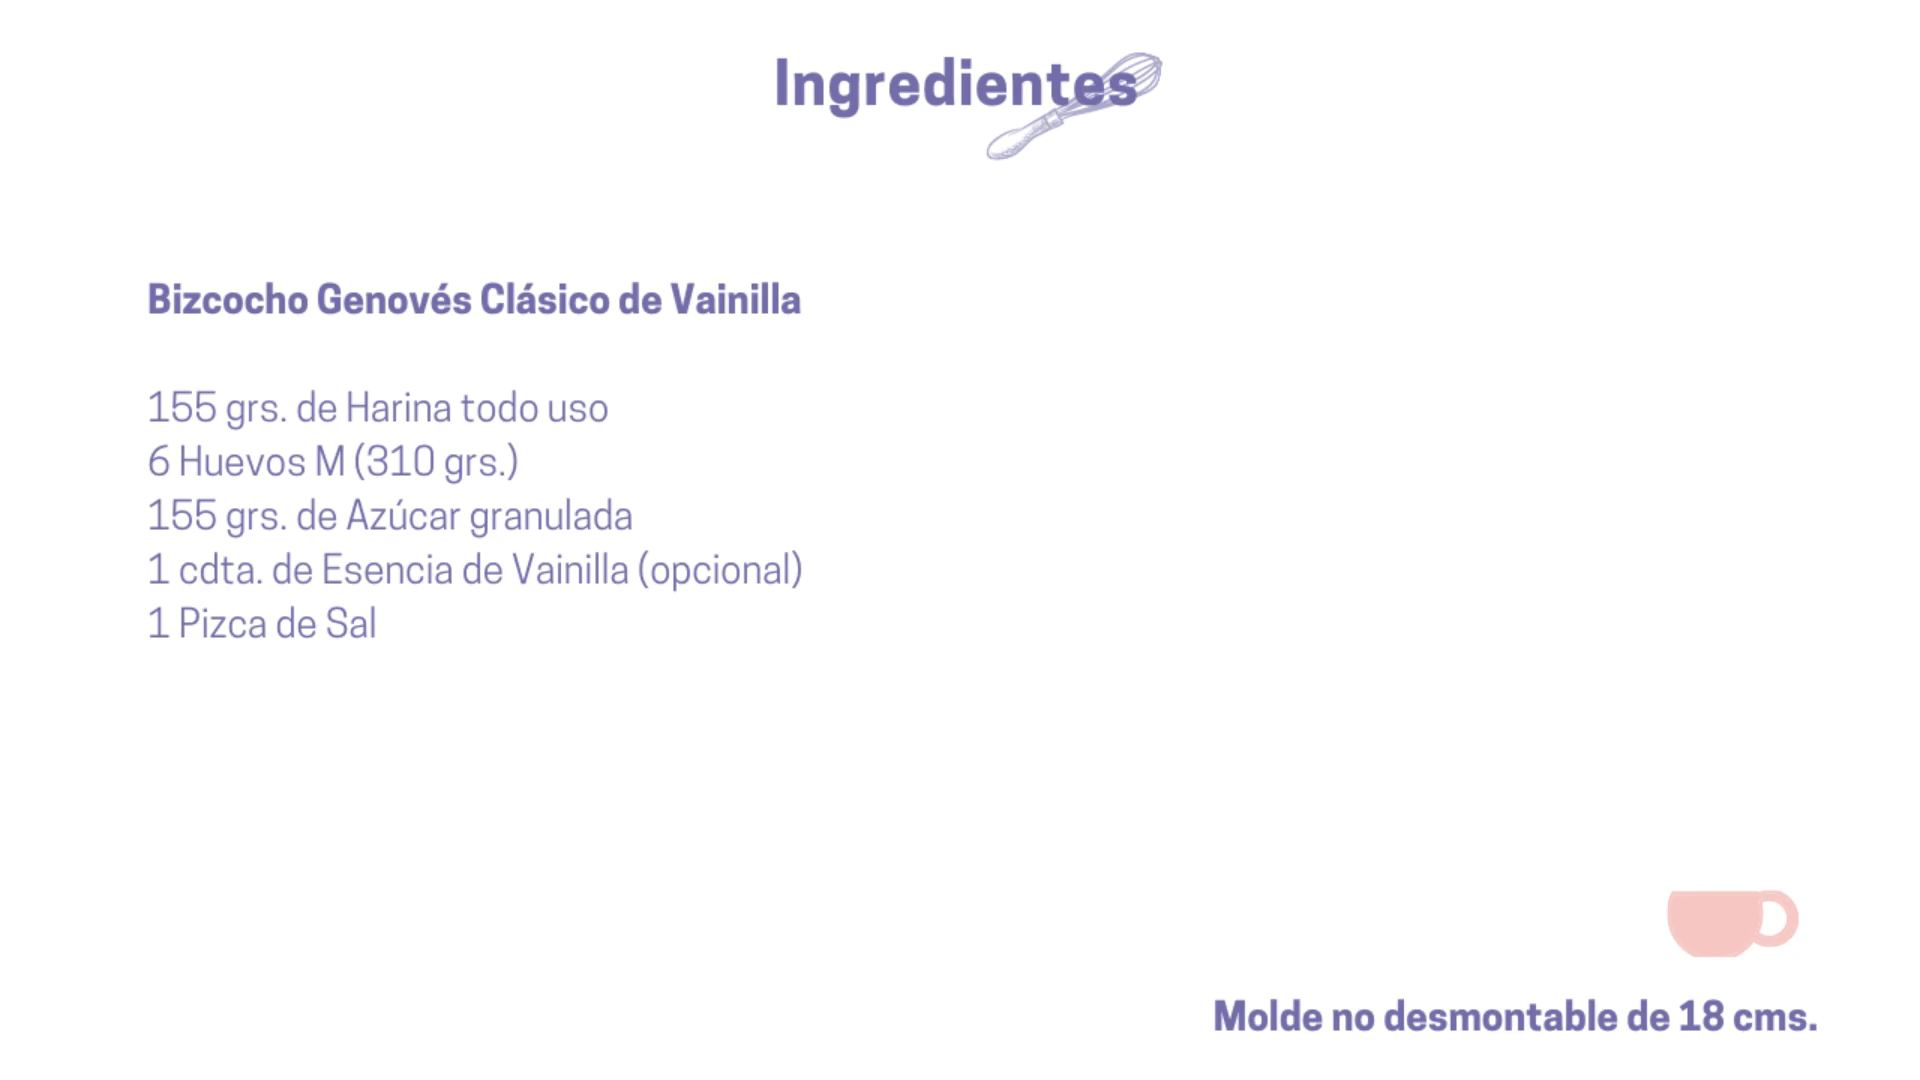 Ingredientes
Bizcocho Genovés Clásico de Vainilla
155 grs. de Harina todo uso
6 Huevos M (310 grs.)
155 grs. de Azúcar granulada
1 cdta. de Esencia de Vainilla (opcional)
1 Pizca de Sal
Molde no desmontable de 18 cms.